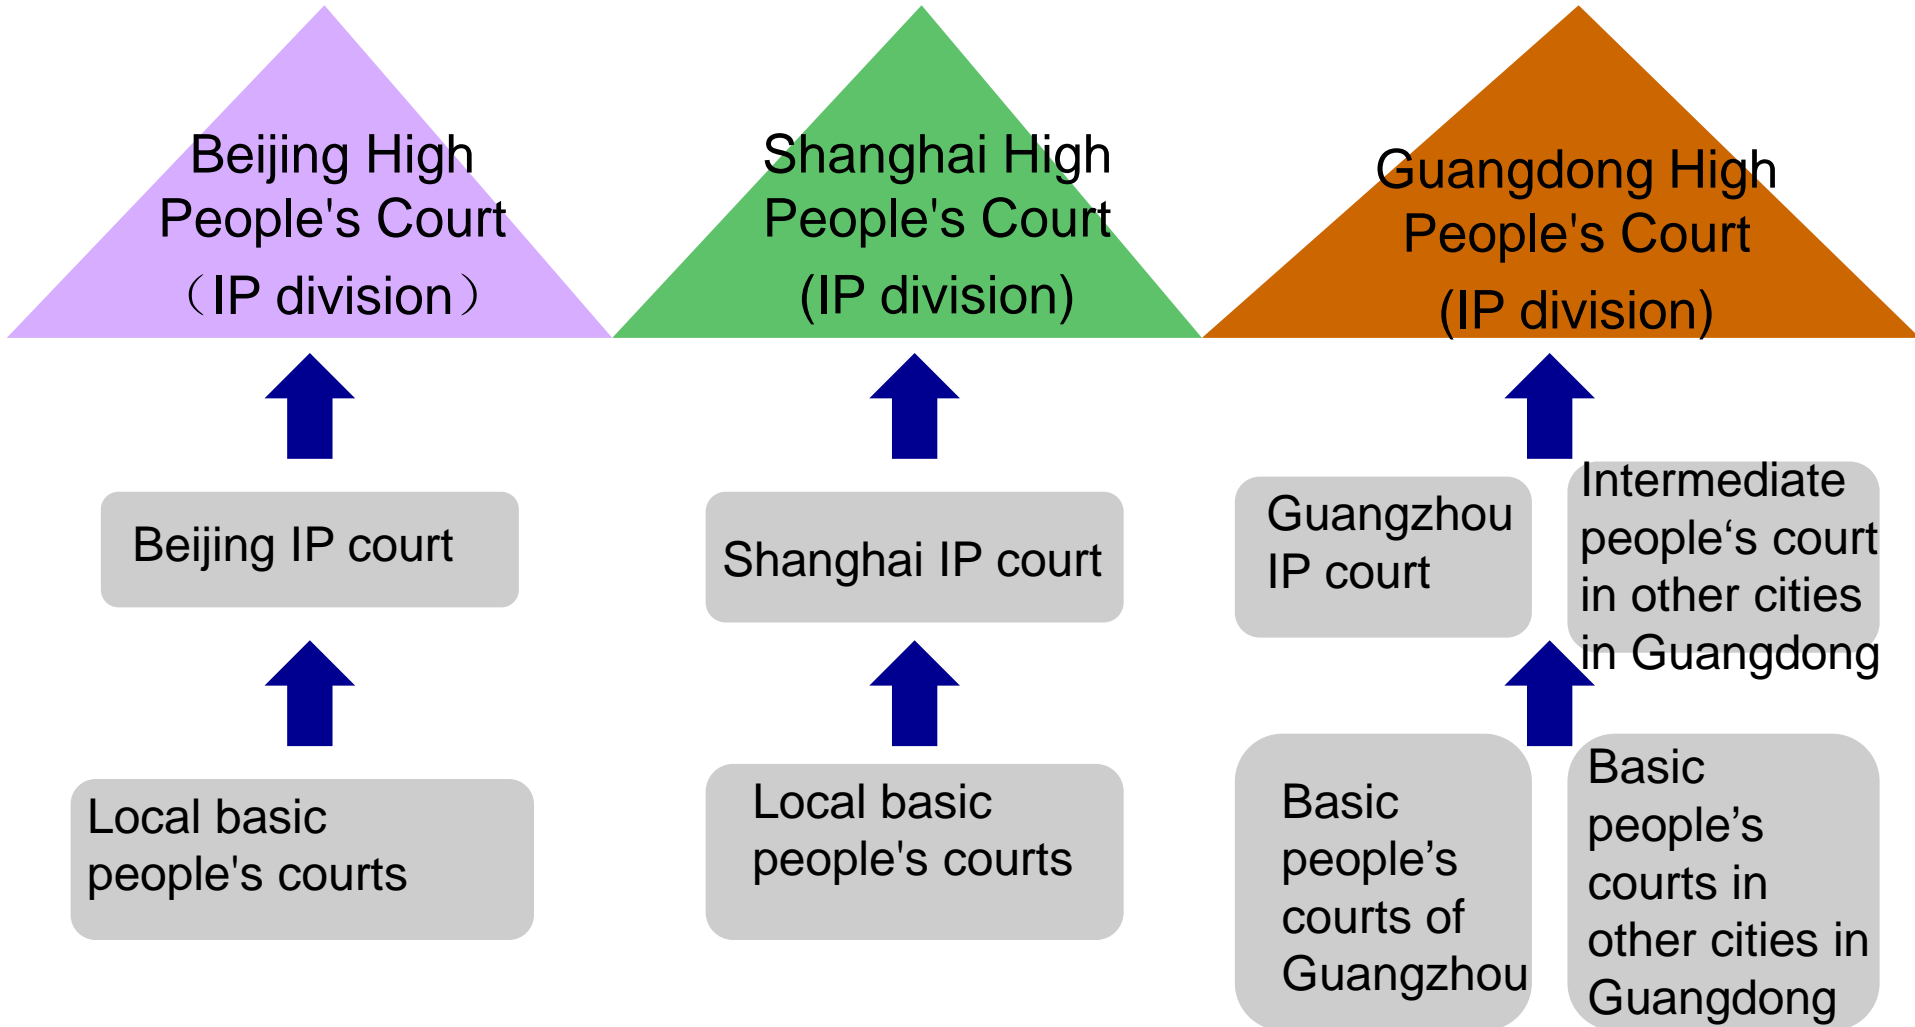 Beijing High
People's Court
（IP division）
Shanghai High
People's Court
(IP division)
Guangdong High
People's Court
(IP division)
Beijing IP court
Shanghai IP court
Guangzhou
IP court
Intermediate
people‘s court
in other cities
in Guangdong
Local basic
people's courts
Local basic
people's courts
Basic
people’s
courts of
Guangzhou
Basic
people’s
courts in
other cities in
Guangdong